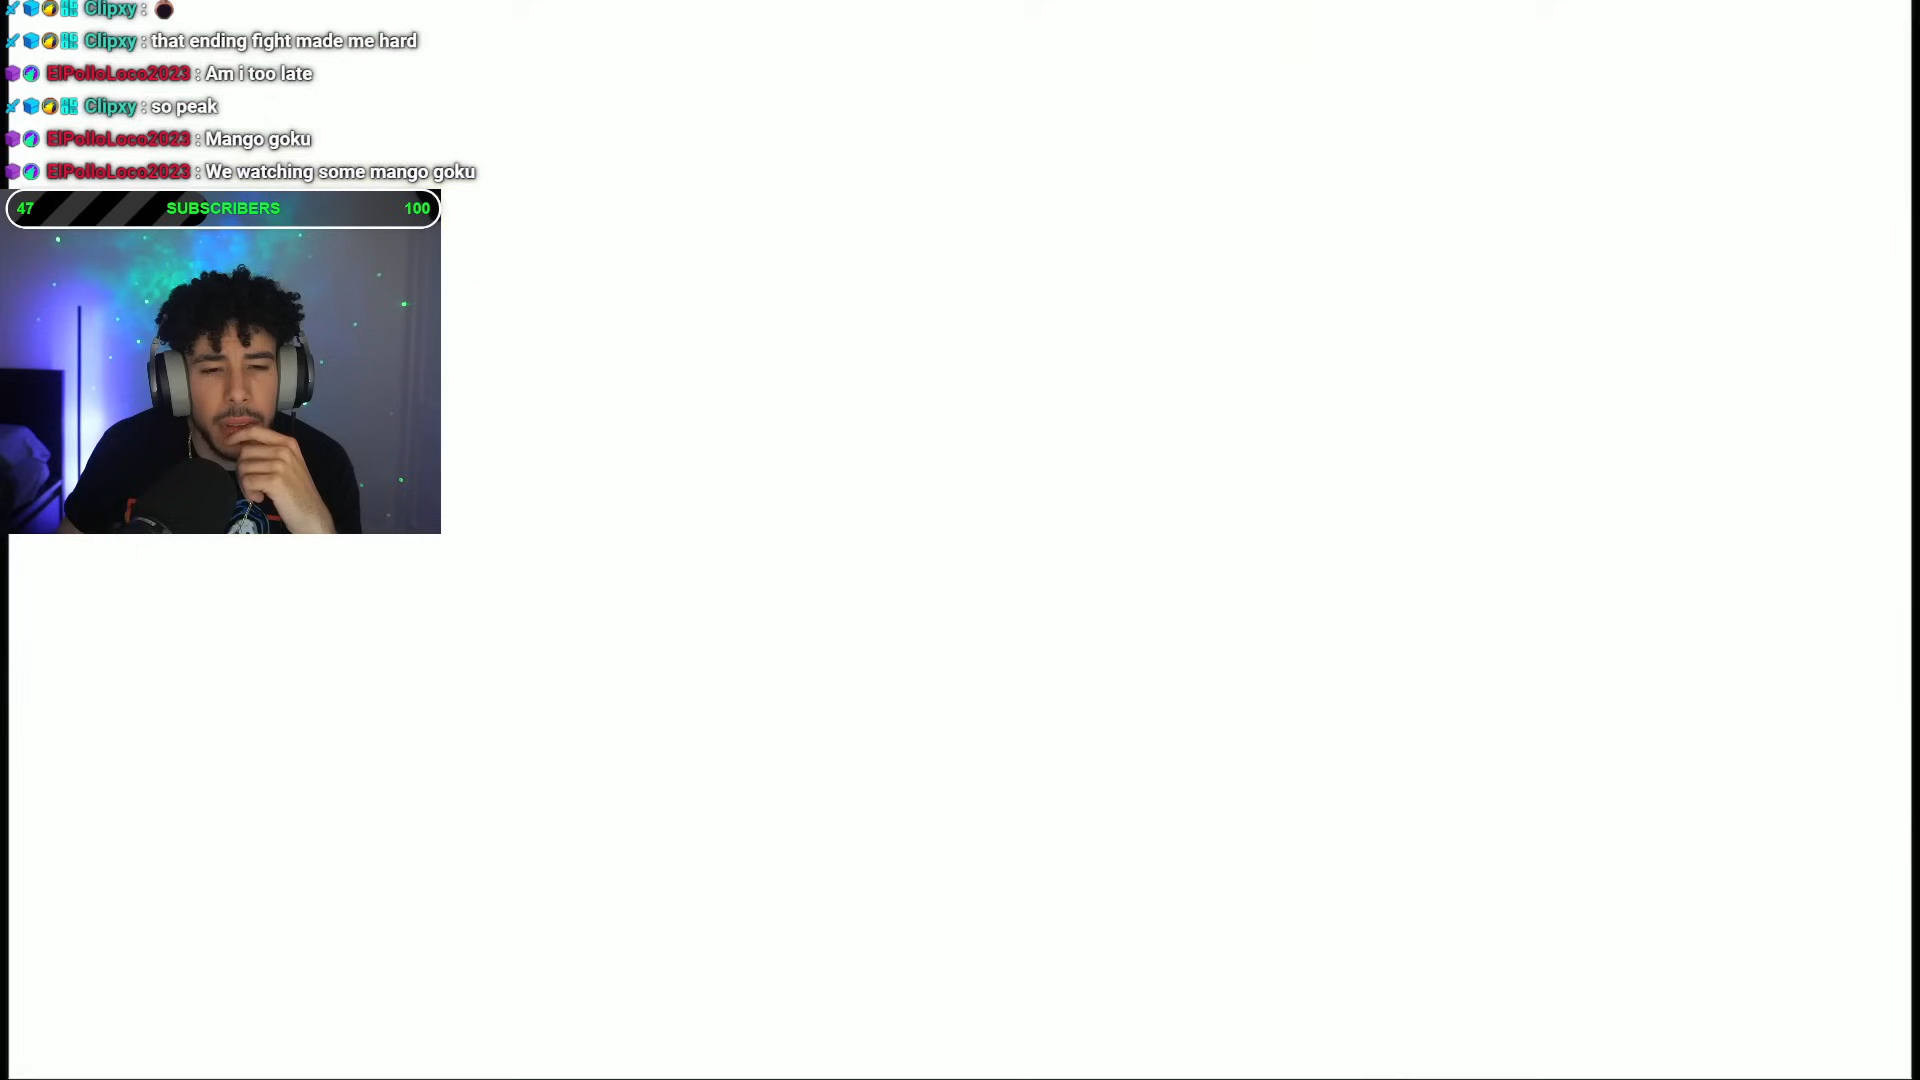 Clipxy :
Clipxy : that ending fight made me hard
ElPolloLoco2023 : Am i too late
Clipxy : so peak
ElPolloLoco2023 : Mango goku
ElPolloLoco2023 : We watching some mango goku
47 SUBSCRIBERS 100